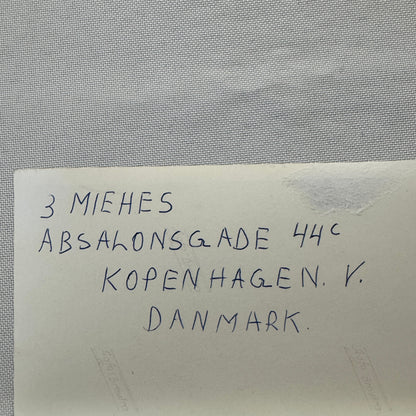 3 MIEHES
ABSALONSGADE 44c
KOPENHAGEN. V.
DANMARK.